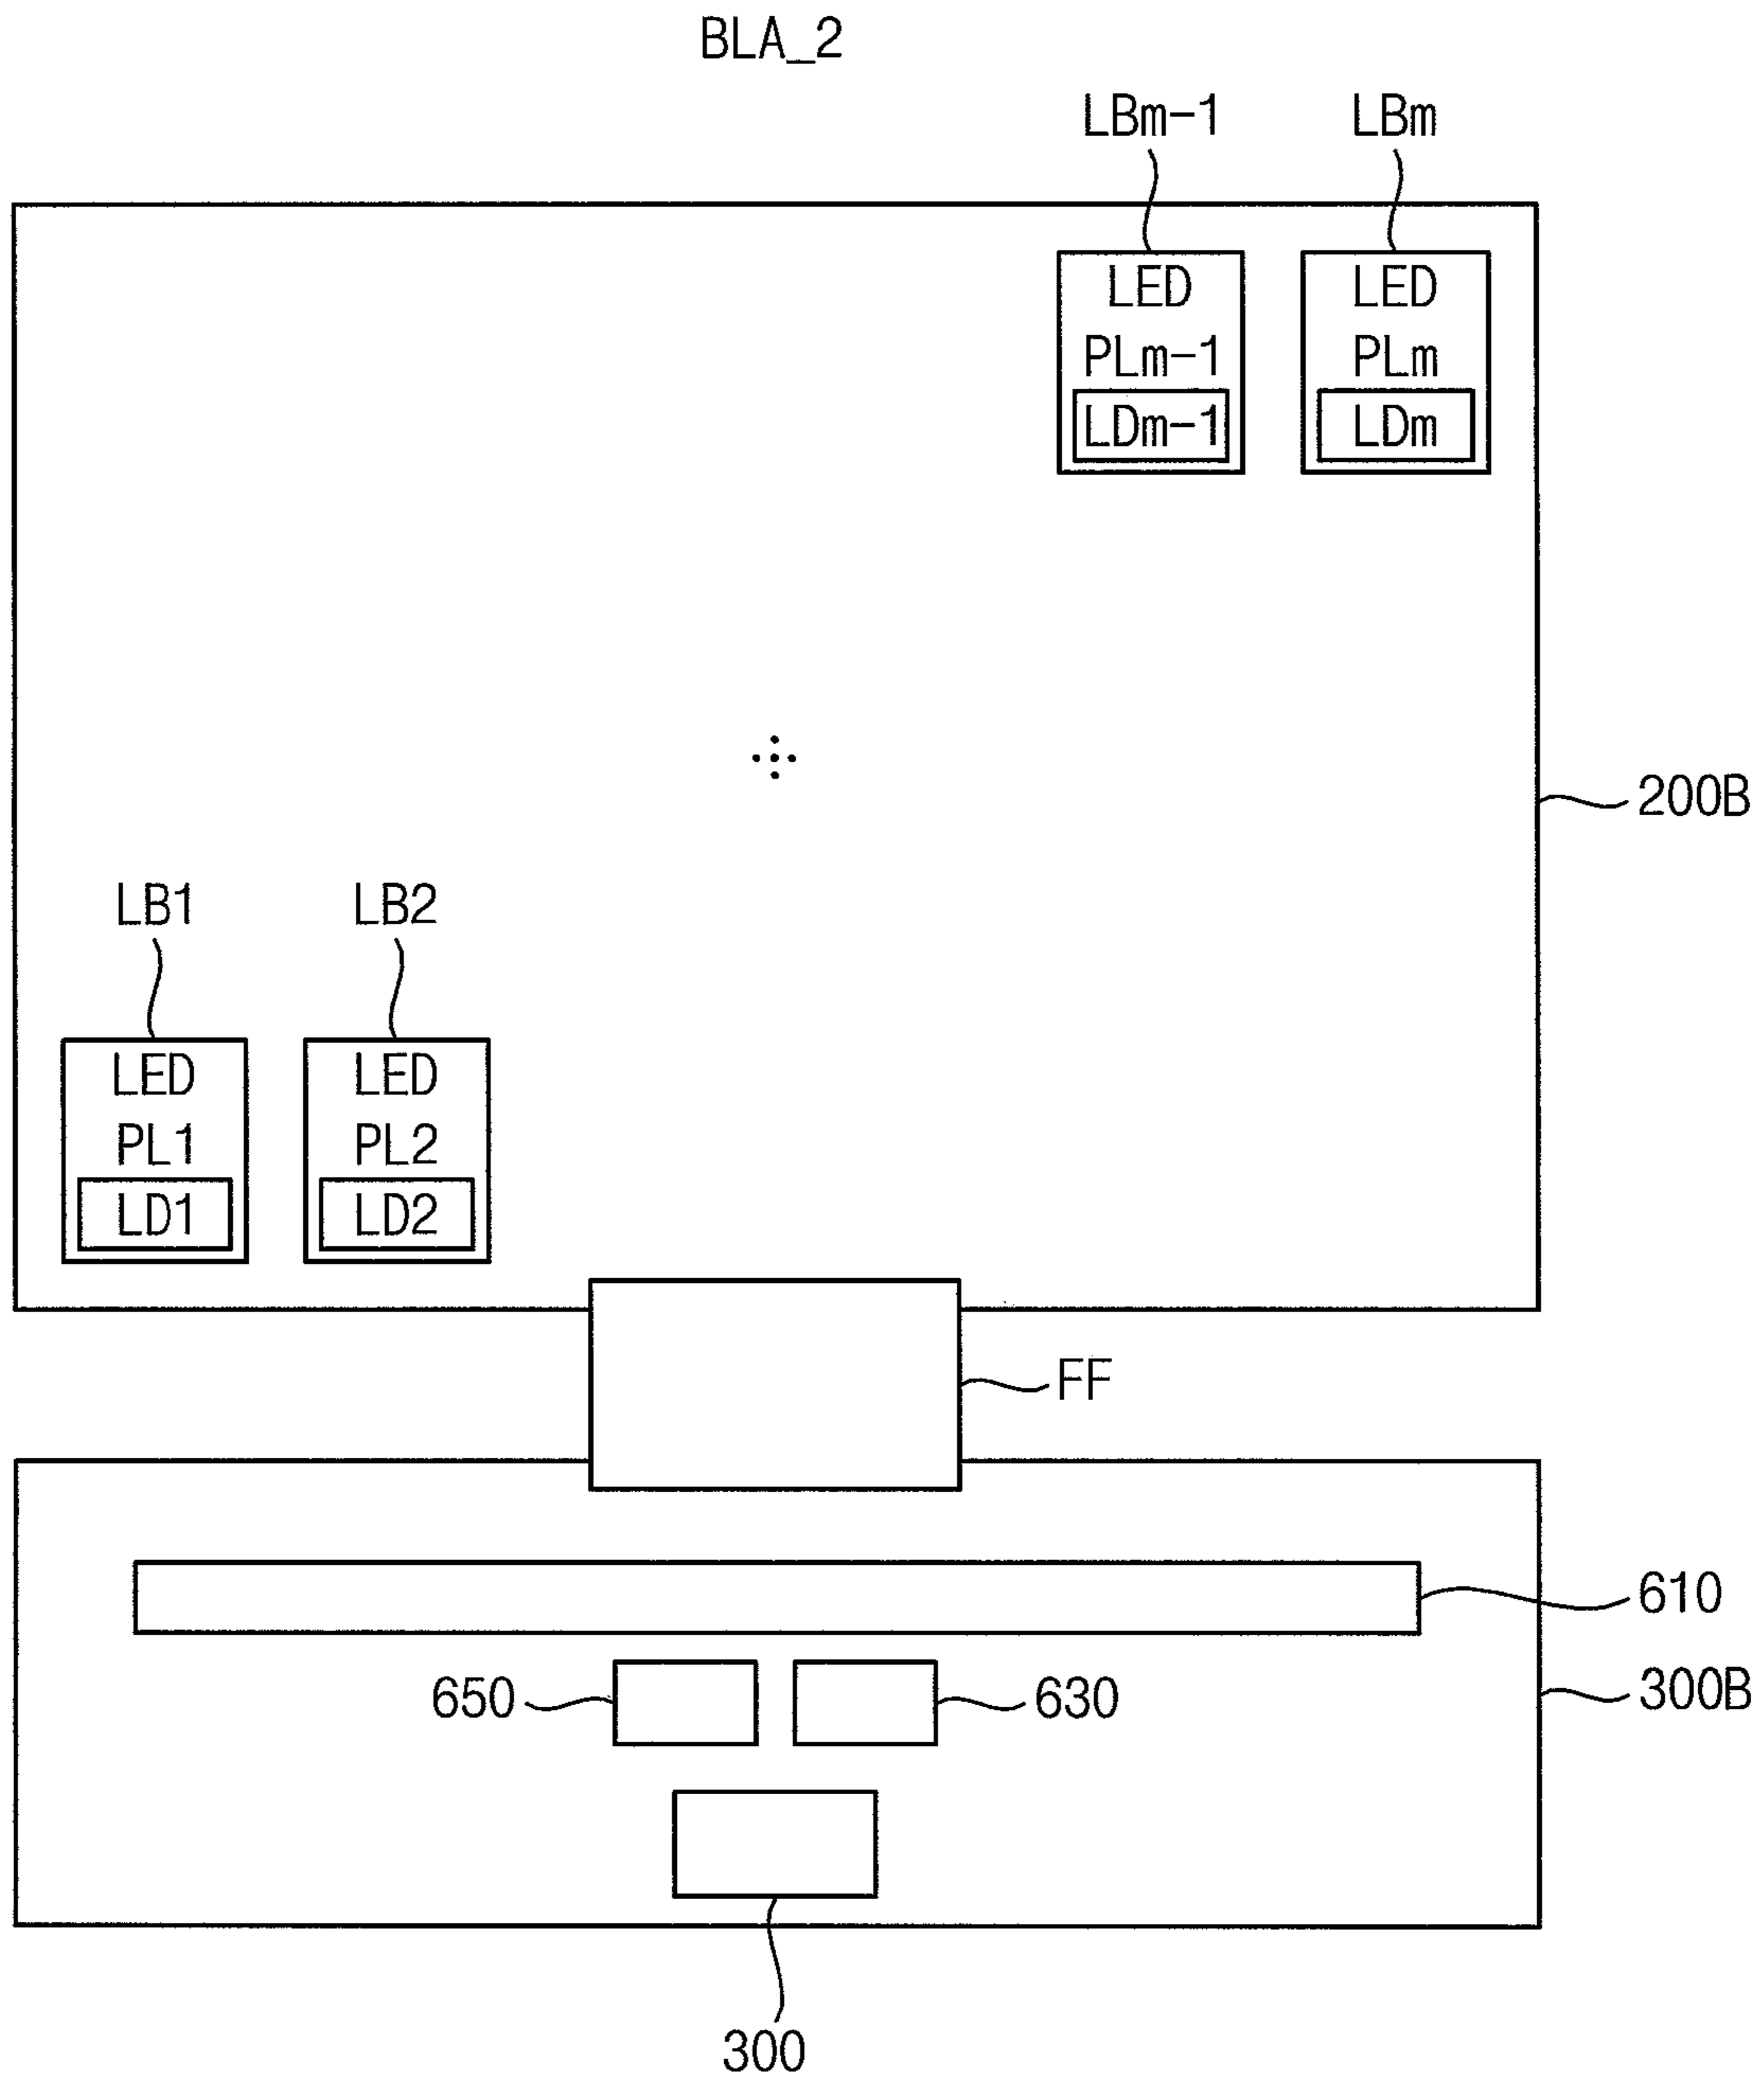 BLA_2
LBm-1 LBm
LED LED
PLm-1 PLm
LDm-1 LDm
200B
LB1 LB2
LED LED
PL1 PL2
LD1 LD2
FF
610
650 630 300B
300